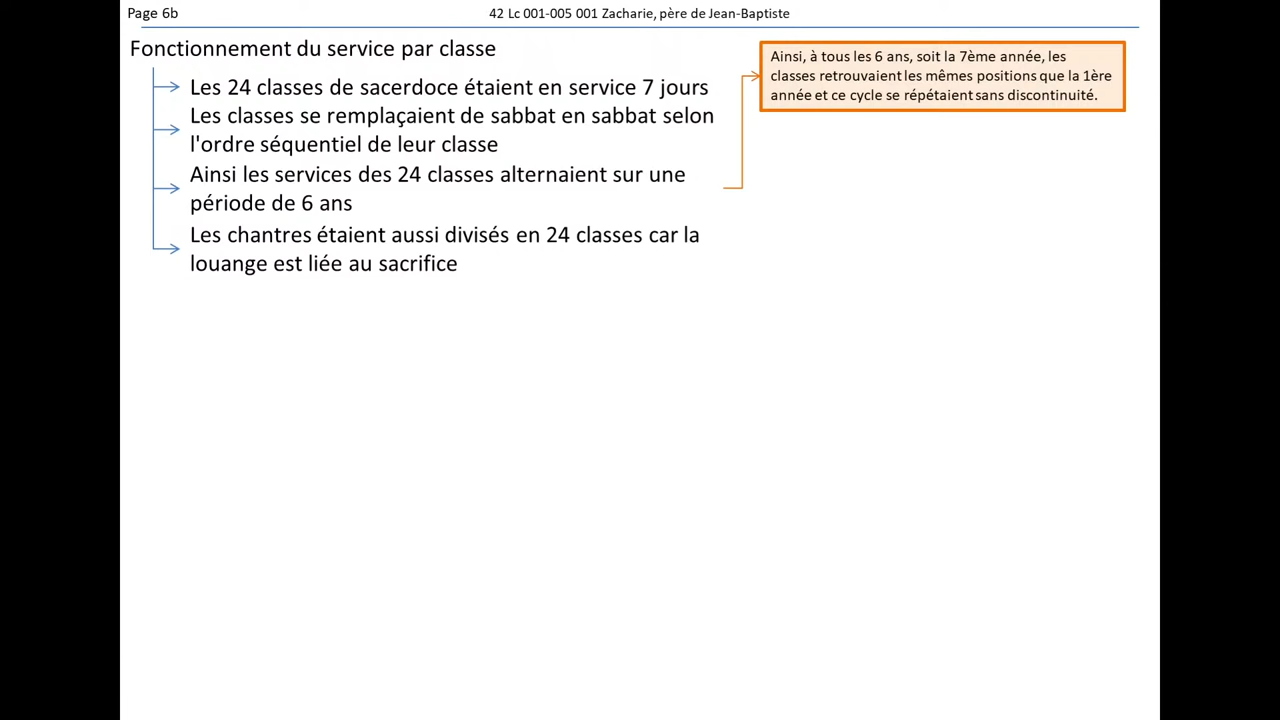 Page 6b
42 Lc 001-005 001 Zacharie, père de Jean-Baptiste
Fonctionnement du service par classe
Les 24 classes de sacerdoce étaient en service 7 jours
Les classes se remplaçaient de sabbat en sabbat selon
l'ordre séquentiel de leur classe
Ainsi les services des 24 classes alternaient sur une
période de 6 ans
Les chantres étaient aussi divisés en 24 classes car la
louange est liée au sacrifice
Ainsi, à tous les 6 ans, soit la 7ème année, les
classes retrouvaient les mêmes positions que la 1ère
année et ce cycle se répétaient sans discontinuité.